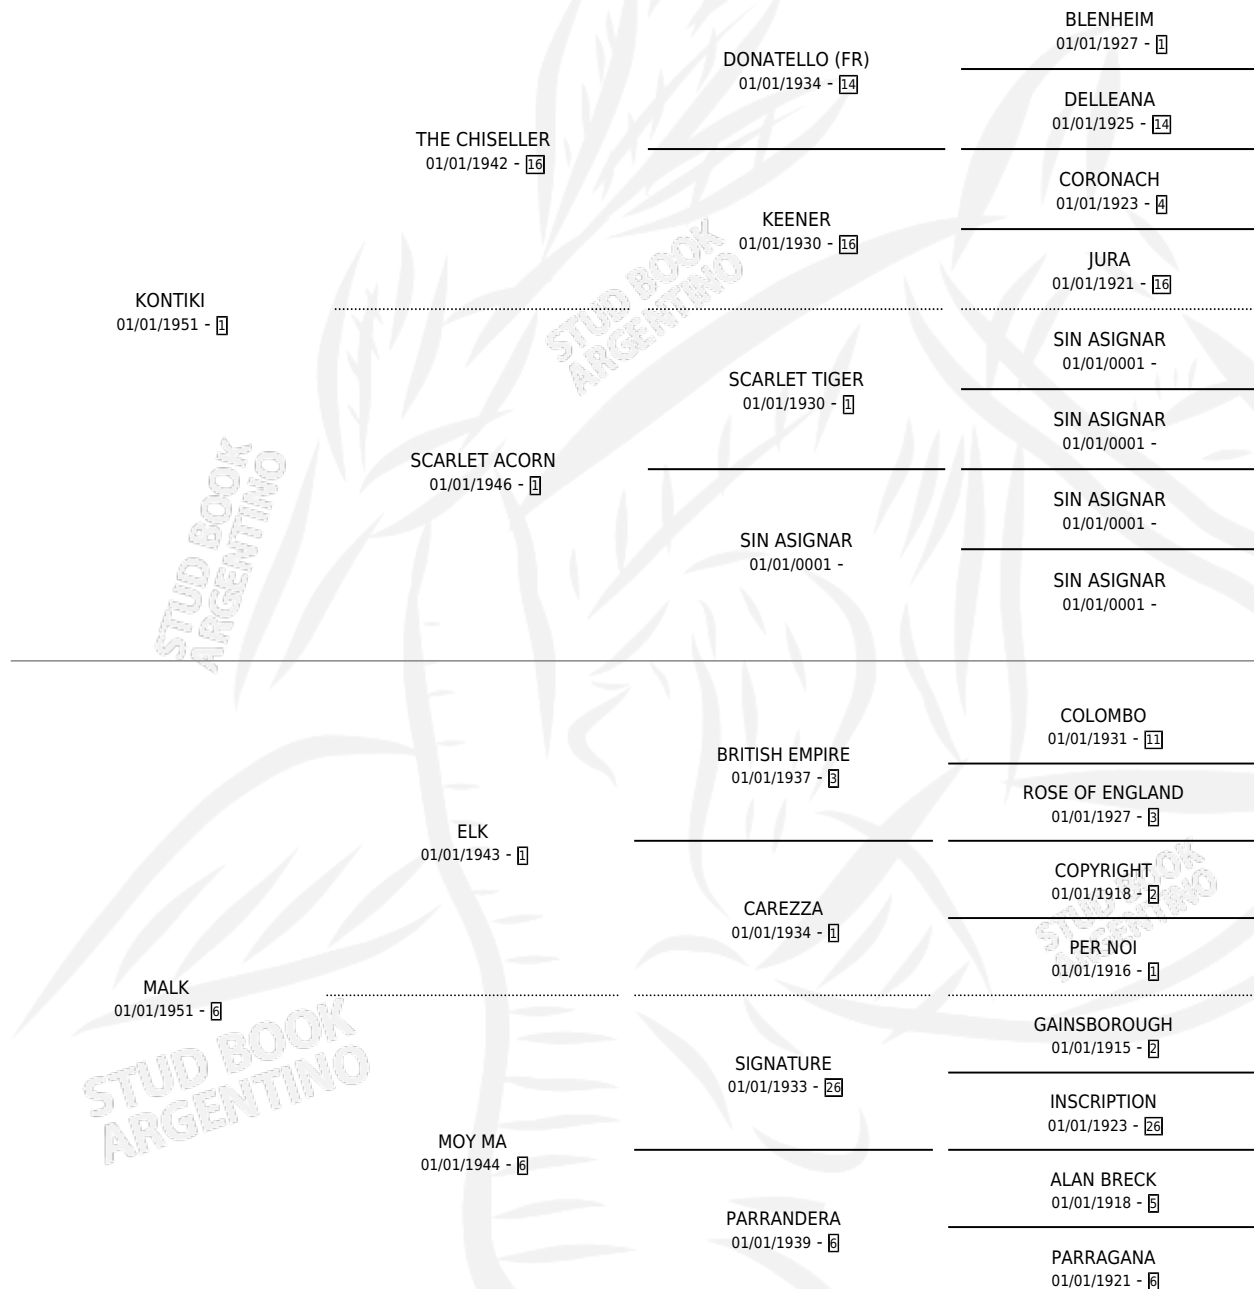 BLENHEIM
01/01/1927 - 1
DONATELLO (FR)
01/01/1934 - 14
DELLEANA
01/01/1925 - 14
THE CHISELLER
01/01/1942 - 16
CORONACH
01/01/1923 - 4
KEENER
01/01/1930 - 16
JURA
01/01/1921 - 16
KONTIKI
01/01/1951 - 1
SIN ASIGNAR
01/01/0001 -
SCARLET TIGER
01/01/1930 - 1
SIN ASIGNAR
01/01/0001 -
SCARLET ACORN
01/01/1946 - 1
SIN ASIGNAR
01/01/0001 -
SIN ASIGNAR
01/01/0001 -
SIN ASIGNAR
01/01/0001 -
COLOMBO
01/01/1931 - 11
BRITISH EMPIRE
01/01/1937 - 3
ROSE OF ENGLAND
01/01/1927 - 3
ELK
01/01/1943 - 1
COPYRIGHT
01/01/1918 - 2
CAREZZA
01/01/1934 - 1
PER NOI
01/01/1916 - 1
MALK
01/01/1951 - 6
GAINSBOROUGH
01/01/1915 - 2
SIGNATURE
01/01/1933 - 26
INSCRIPTION
01/01/1923 - 26
MOY MA
01/01/1944 - 6
ALAN BRECK
01/01/1918 - 5
PARRANDERA
01/01/1939 - 6
PARRAGANA
01/01/1921 - 6
STUD BOOK
ARGENTINO
STUD BOOK
ARGENTINO
STUD BOOK
ARGENTINO
STUD BOOK
ARGENTINO